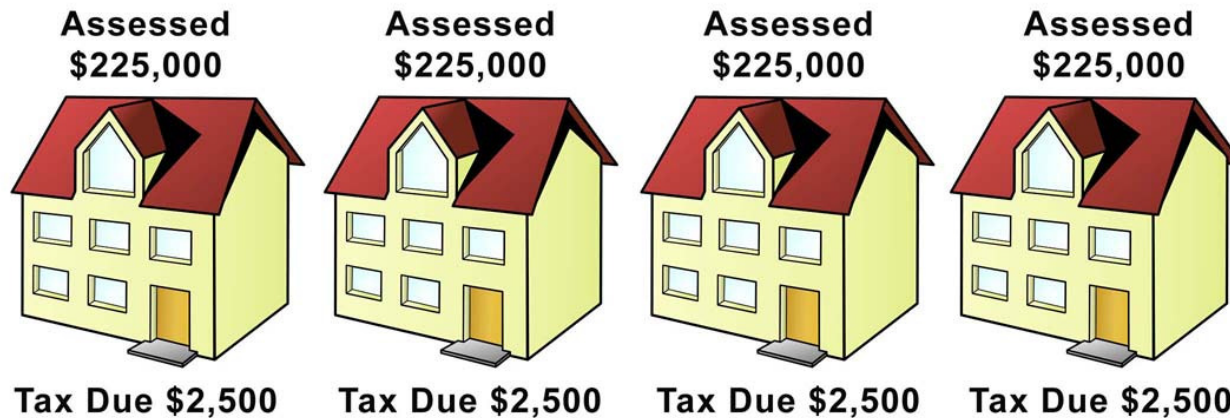 Assessed
$225,000
Assessed
$225,000
Assessed
$225,000
Assessed
$225,000
Tax Due $2,500
Tax Due $2,500
Tax Due $2,500
Tax Due $2,500